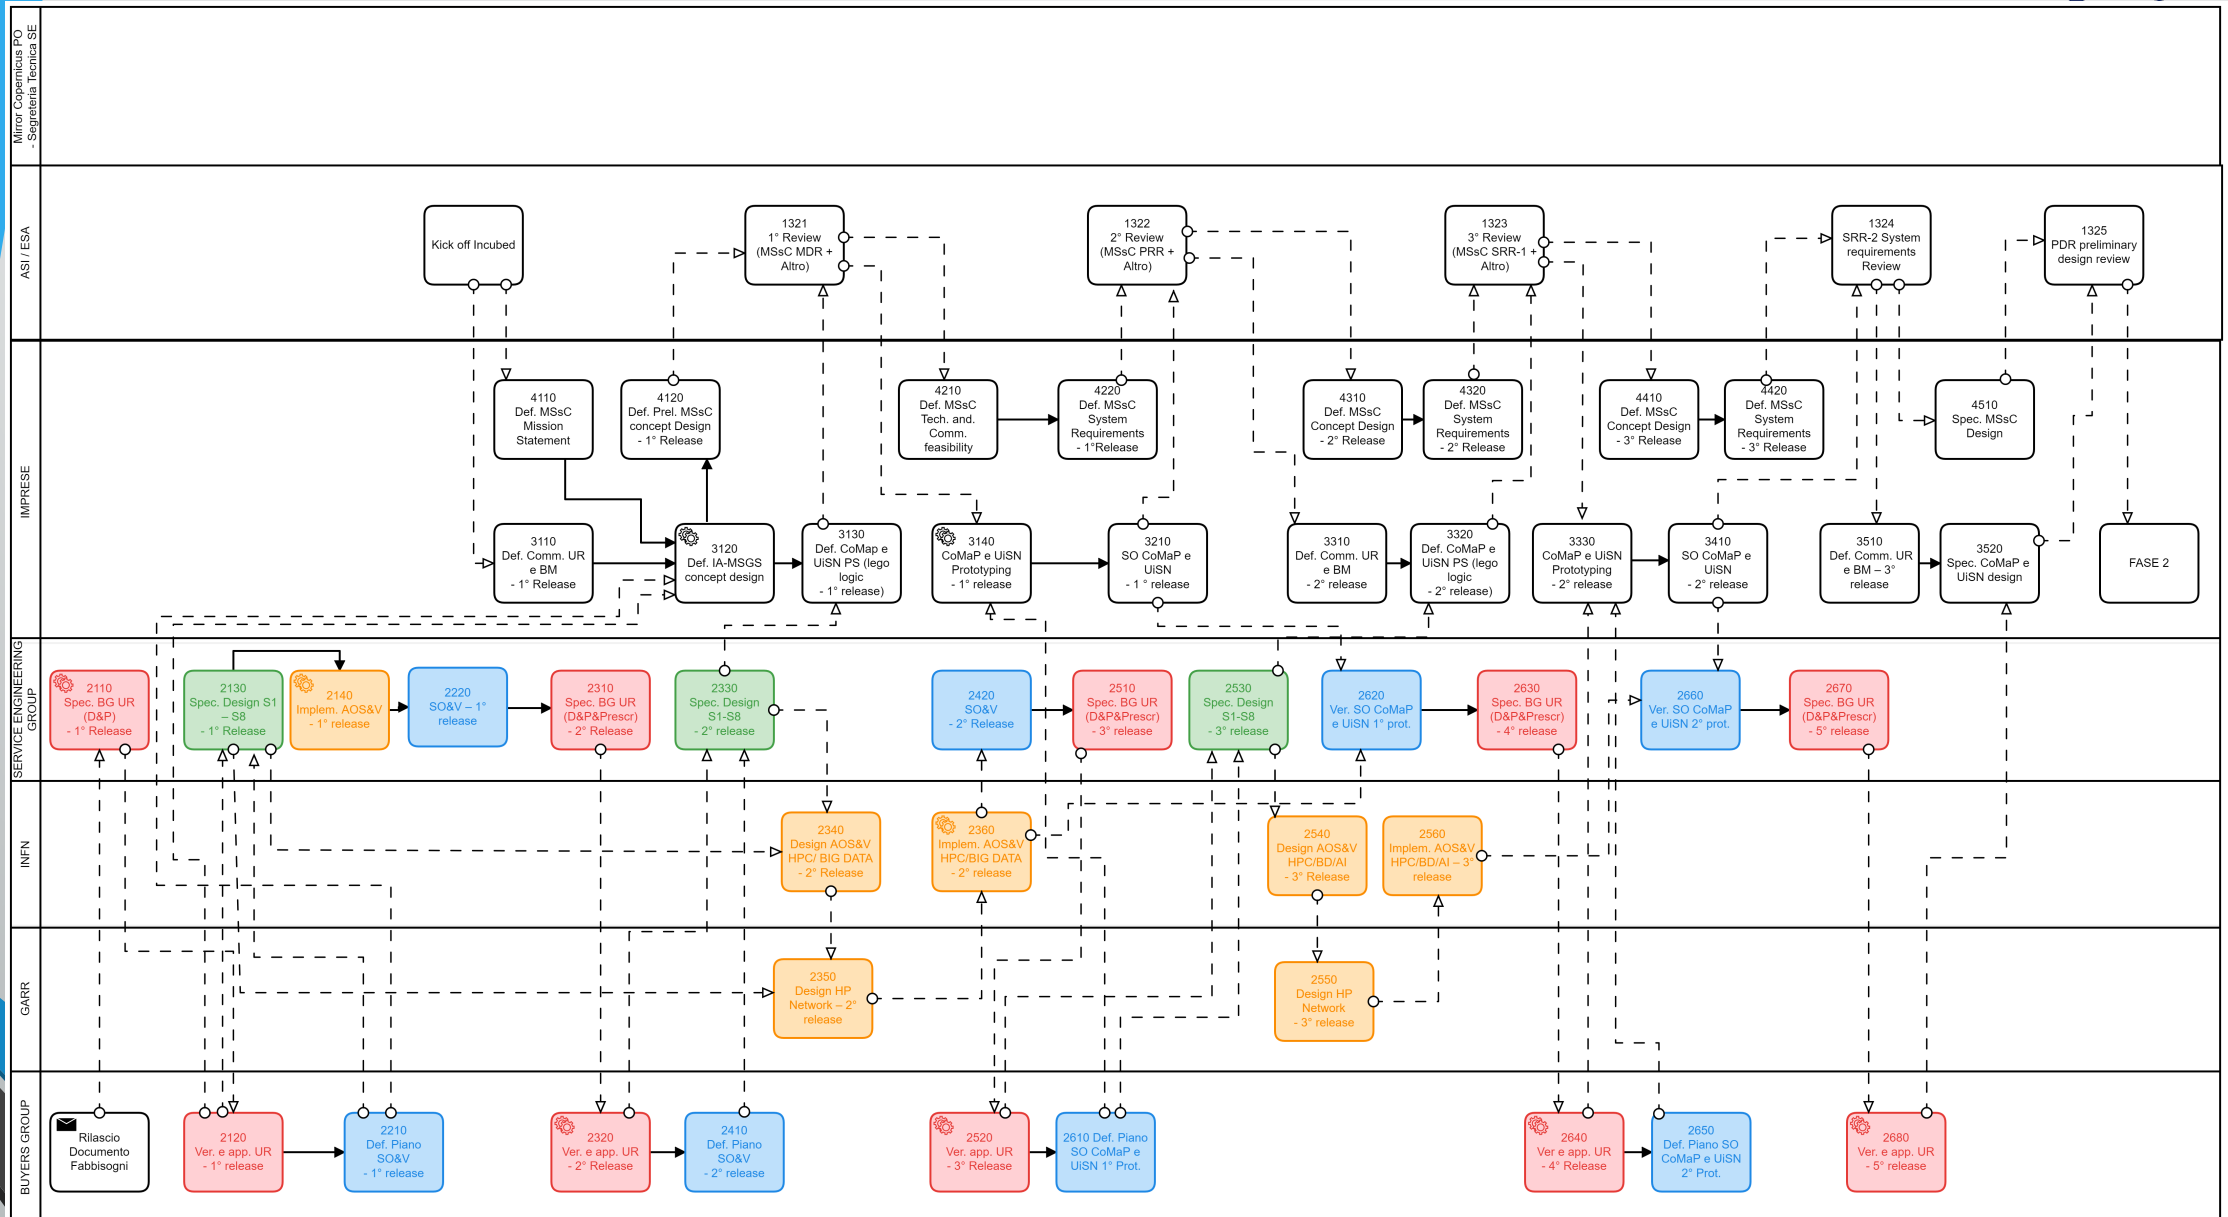 Mirror Copernicus PO
- Segreteria Tecnica SE
ASI / ESA
Kick off Incubed
1321
1° Review
(MSsC MDR +
Altro)
1322
2° Review
(MSsC PRR +
Altro)
1323
3° Review
(MSsC SRR-1 +
Altro)
1324
SRR-2 System
requirements
Review
1325
PDR preliminary
design review
IMPRESE
4110
Def. MSsC
Mission
Statement
4120
Def. Prel. MSsC
concept Design
- 1° Release
4210
Def. MSsC
Tech. and.
Comm.
feasibility
4220
Def. MSsC
System
Requirements
- 1°Release
4310
Def. MSsC
Concept Design
- 2° Release
4320
Def. MSsC
System
Requirements
- 2° Release
4410
Def. MSsC
Concept Design
- 3° Release
4420
Def. MSsC
System
Requirements
- 3° Release
4510
Spec. MSsC
Design
3110
Def. Comm. UR
e BM
- 1° Release
3120
Def. IA-MSGS
concept design
3130
Def. CoMap e
UiSN PS (lego
logic
- 1° release)
3140
CoMaP e UiSN
Prototyping
- 1° release
3210
SO CoMaP e
UiSN
- 1 ° release
3310
Def. Comm. UR
e BM
- 2° release
3320
Def. CoMaP e
UiSN PS (lego
logic
- 2° release)
3330
CoMaP e UiSN
Prototyping
- 2° release
3410
SO CoMaP e
UiSN
- 2° release
3510
Def. Comm. UR
e BM – 3°
release
3520
Spec. CoMaP e
UiSN design
FASE 2
SERVICE ENGINEERING
GROUP
2110
Spec. BG UR
(D&P)
- 1° Release
2130
Spec. Design S1
– S8
- 1° Release
2140
Implem. AOS&V
- 1° release
2220
SO&V – 1°
release
2310
Spec. BG UR
(D&P&Prescr)
- 2° Release
2330
Spec. Design
S1-S8
- 2° release
2420
SO&V
- 2° Release
2510
Spec. BG UR
(D&P&Prescr)
- 3° release
2530
Spec. Design
S1-S8
- 3° release
2620
Ver. SO CoMaP
e UiSN 1° prot.
2630
Spec. BG UR
(D&P&Prescr)
- 4° release
2660
Ver. SO CoMaP
e UiSN 2° prot.
2670
Spec. BG UR
(D&P&Prescr)
- 5° release
INFN
2340
Design AOS&V
HPC/ BIG DATA
- 2° Release
2360
Implem. AOS&V
HPC/BIG DATA
- 2° release
2540
Design AOS&V
HPC/BD/AI
- 3° Release
2560
Implem. AOS&V
HPC/BD/AI – 3°
release
GARR
2350
Design HP
Network – 2°
release
2550
Design HP
Network
- 3° release
BUYERS GROUP
Rilascio
Documento
Fabbisogni
2120
Ver. e app. UR
- 1° release
2210
Def. Piano
SO&V
- 1° release
2320
Ver. e app. UR
- 2° Release
2410
Def. Piano
SO&V
- 2° release
2520
Ver. app. UR
- 3° Release
2610 Def. Piano
SO CoMaP e
UiSN 1° Prot.
2640
Ver e app. UR
- 4° Release
2650
Def. Piano SO
CoMaP e UiSN
2° Prot.
2680
Ver. e app. UR
- 5° release